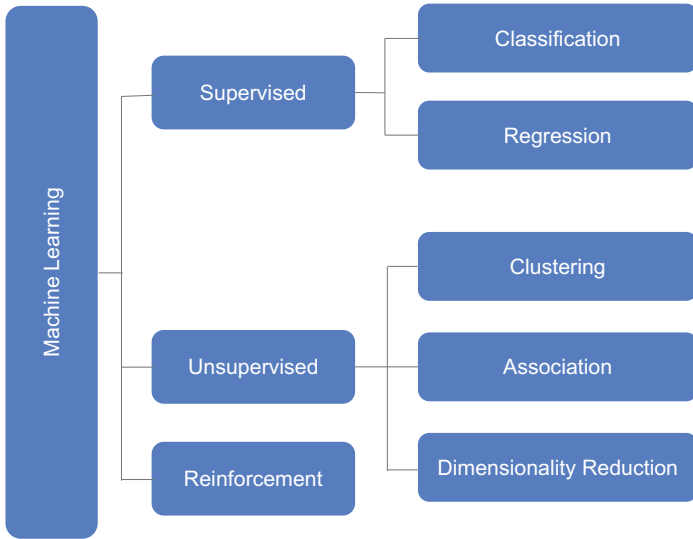 Machine Learning
Supervised
Classification
Regression
Unsupervised
Clustering
Association
Dimensionality Reduction
Reinforcement